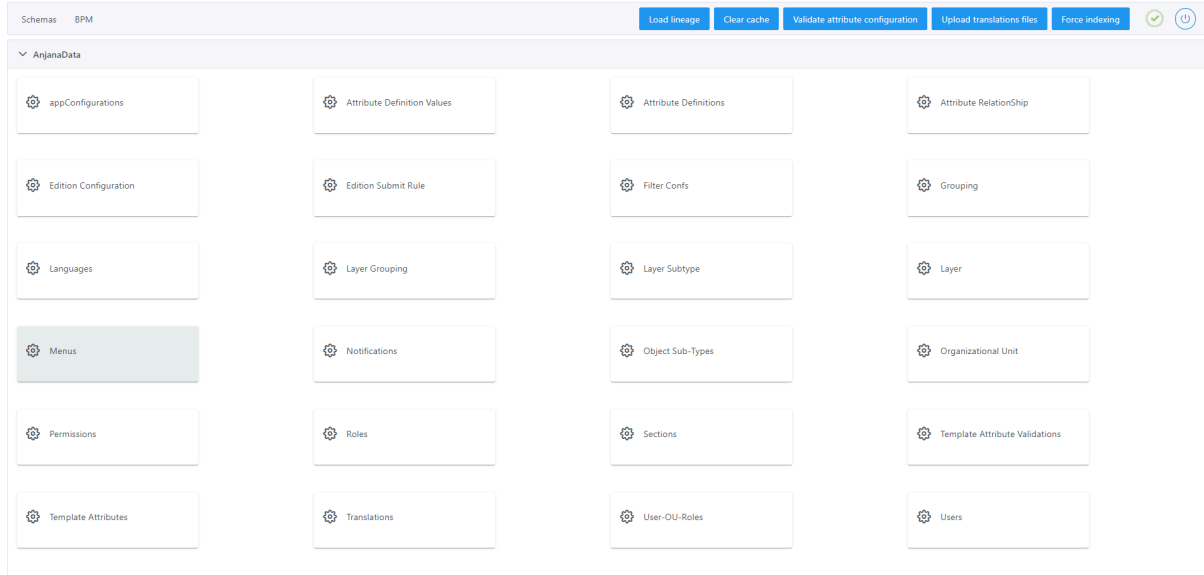 Schemas BPM Load lineage Clear cache Validate attribute configuration Upload translations files Force indexing
AnjanaData
appConfigurations Attribute Definition Values Attribute Definitions Attribute RelationShip
Edition Configuration Edition Submit Rule Filter Confs Grouping
Languages Layer Grouping Layer Subtype Layer
Menus Notifications Object Sub-Types Organizational Unit
Permissions Roles Sections Template Attribute Validations
Template Attributes Translations User-OU-Roles Users